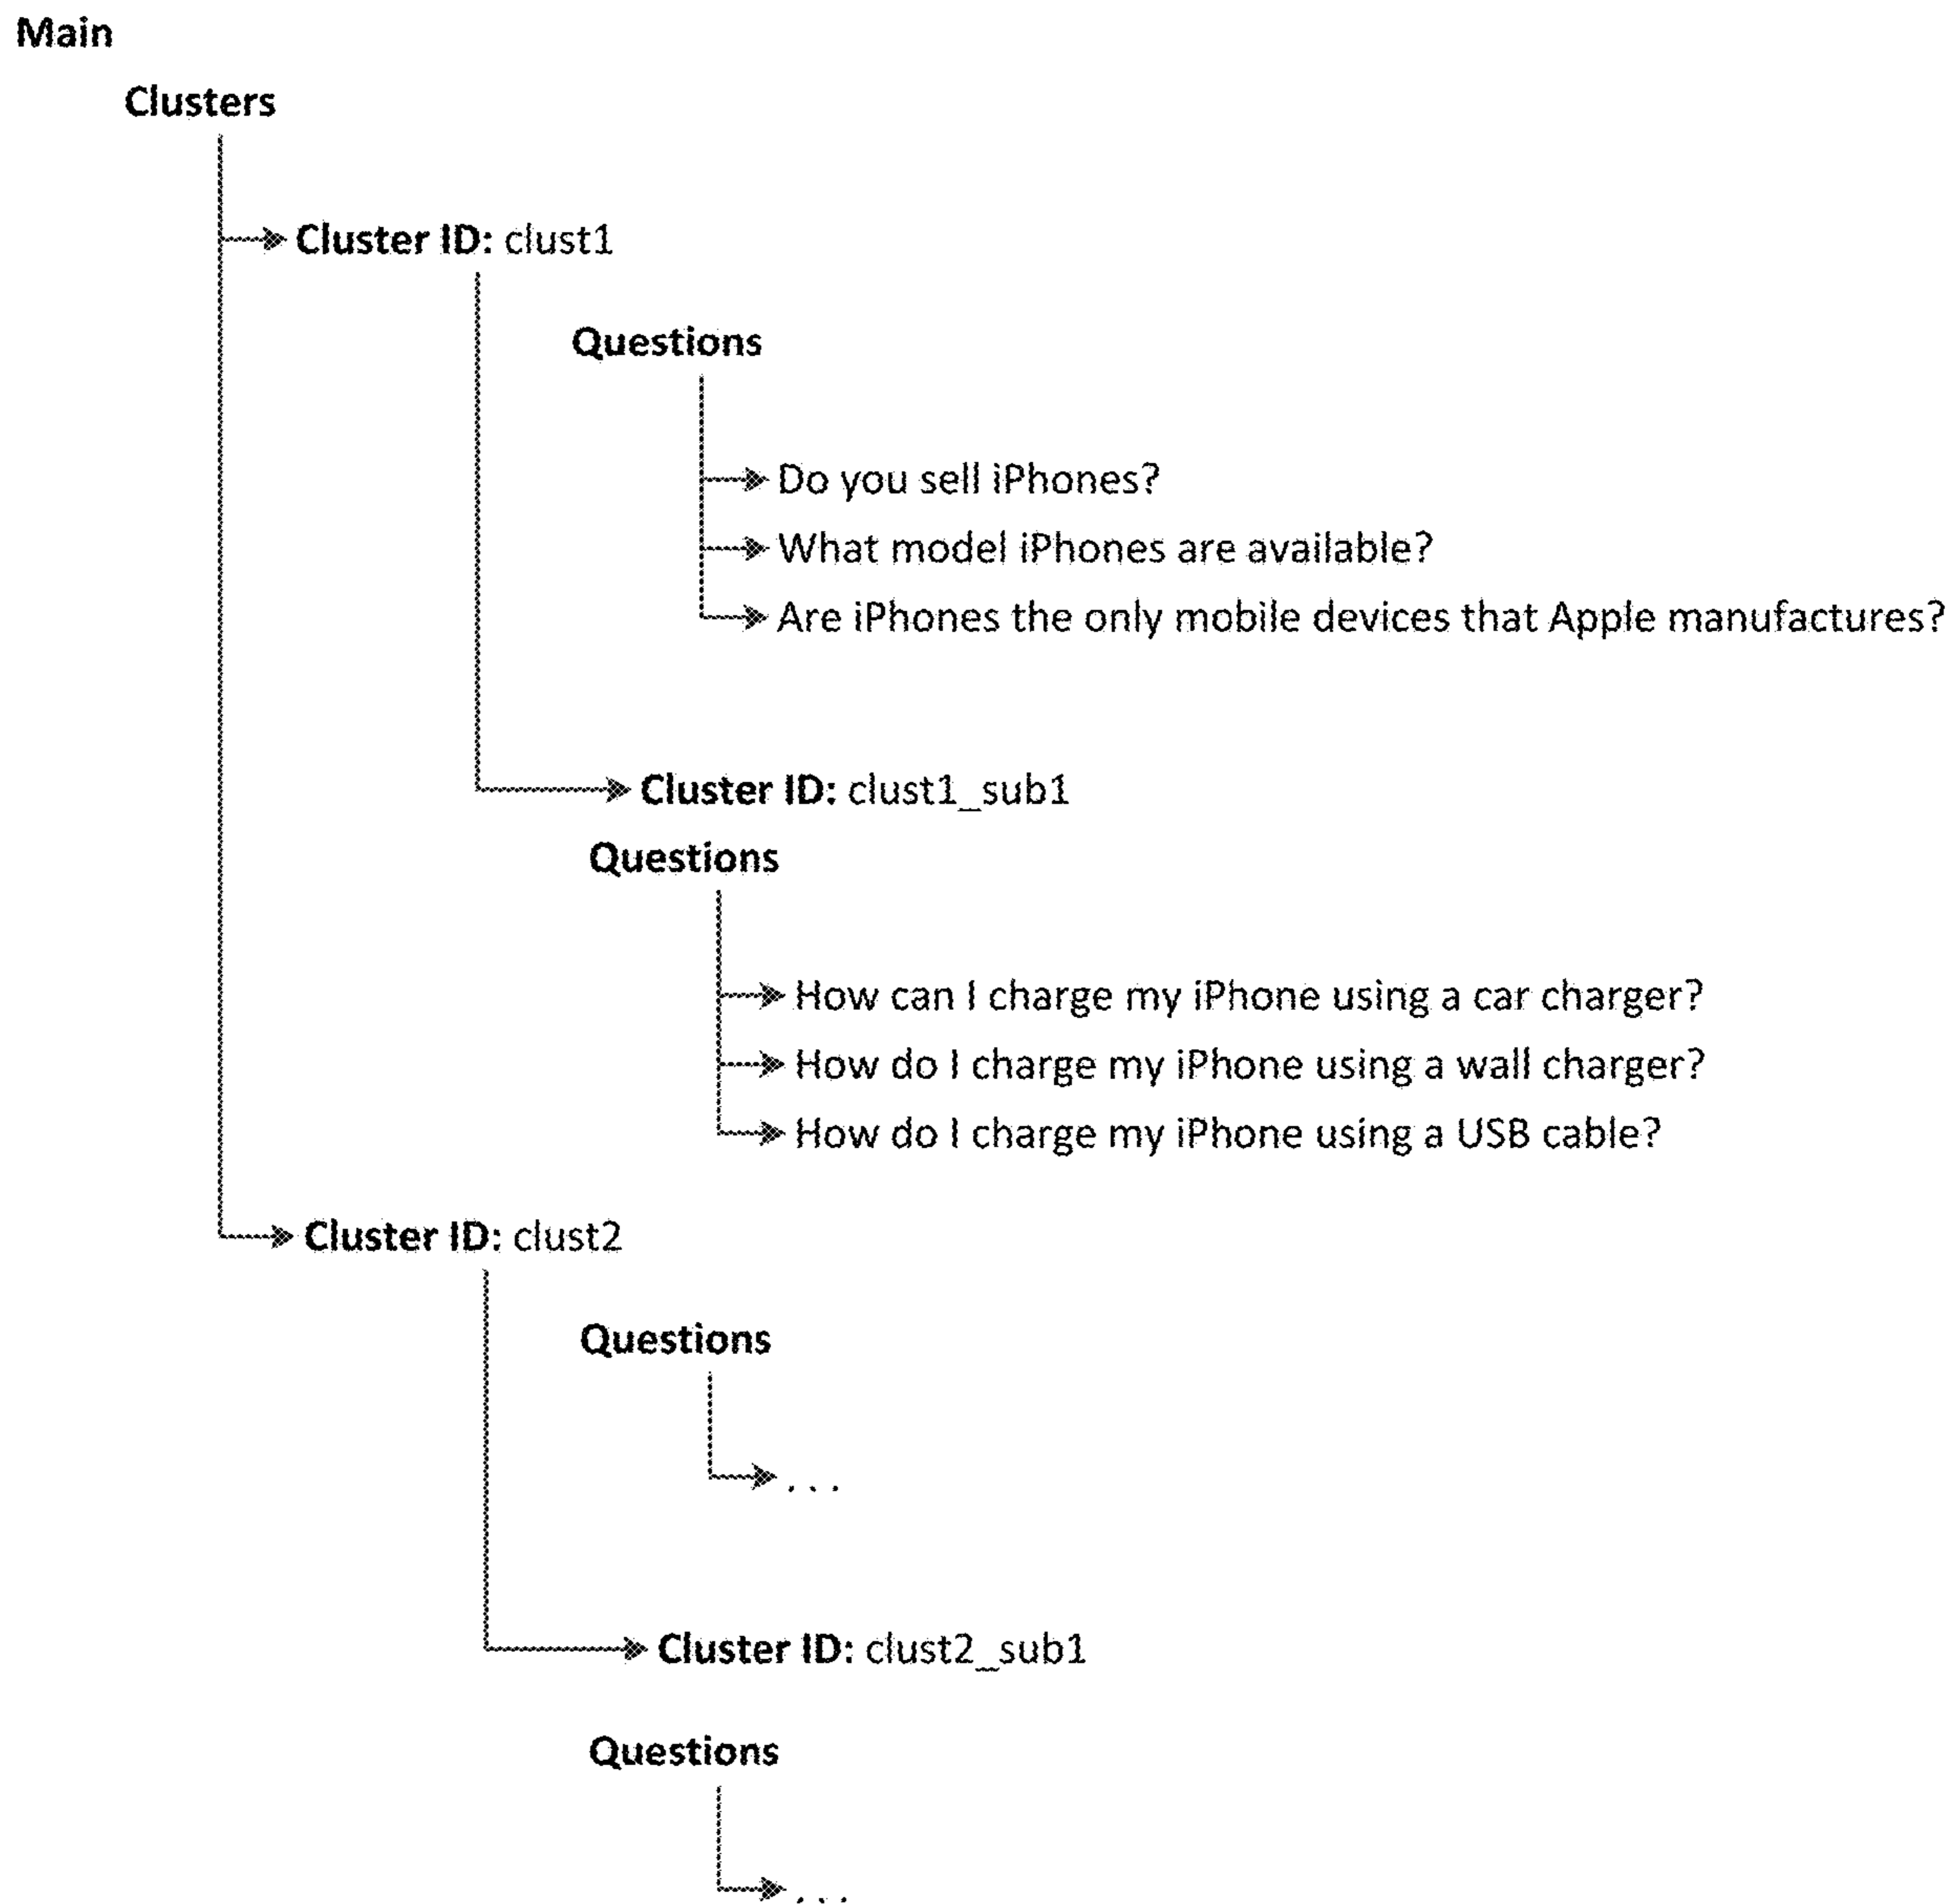 Main
Clusters
Cluster ID: clust1
Questions
Do you sell iPhones?
What model iPhones are available?
Are iPhones the only mobile devices that Apple manufactures?
Cluster ID: clust1_sub1
Questions
How can I charge my iPhone using a car charger?
How do I charge my iPhone using a wall charger?
How do I charge my iPhone using a USB cable?
Cluster ID: clust2
Questions
. . .
Cluster ID: clust2_sub1
Questions
. . .